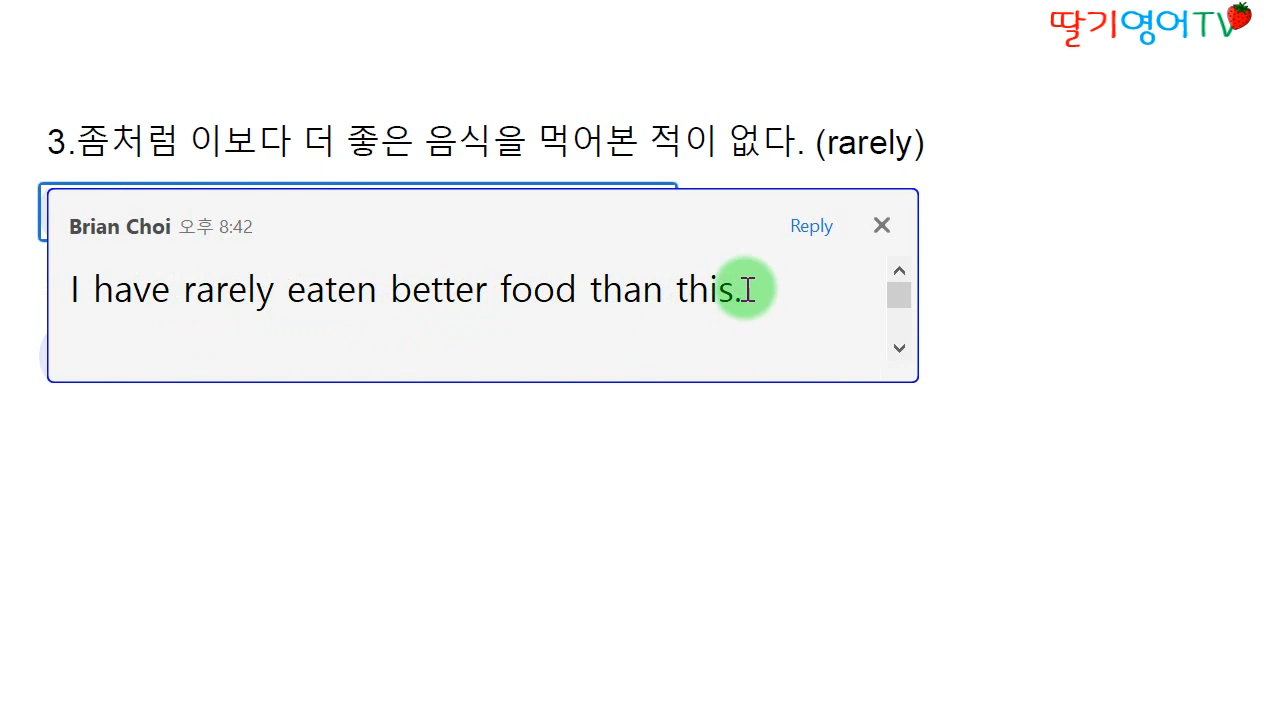 딸기영어TV
3.좀처럼 이보다 더 좋은 음식을 먹어본 적이 없다. (rarely)
Brian Choi 오후 8:42
Reply
I have rarely eaten better food than this.